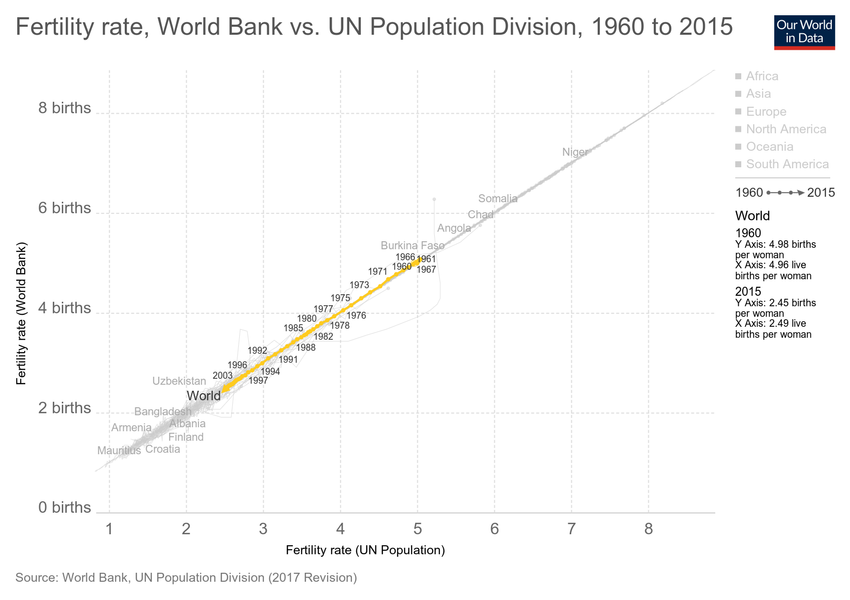 Fertility rate, World Bank vs. UN Population Division, 1960 to 2015
Our World
in Data
8 births
6 births
4 births
2 births
0 births
Fertility rate (World Bank)
Niger
Somalia
Chad
Angola
Burkina Faso
1966
1961
1960
1967
1971
1973
1975
1977
1976
1980
1978
1985
1982
1992
1988
1991
1996
1994
2003
1997
Uzbekistan
World
Bangladesh
Albania
Armenia
Finland
Mauritius
Croatia
1
2
3
4
5
6
7
8
Fertility rate (UN Population)
Africa
Asia
Europe
North America
Oceania
South America
1960
2015
World
1960
Y Axis: 4.98 births
per woman
X Axis: 4.96 live
births per woman
2015
Y Axis: 2.45 births
per woman
X Axis: 2.49 live
births per woman
Source: World Bank, UN Population Division (2017 Revision)